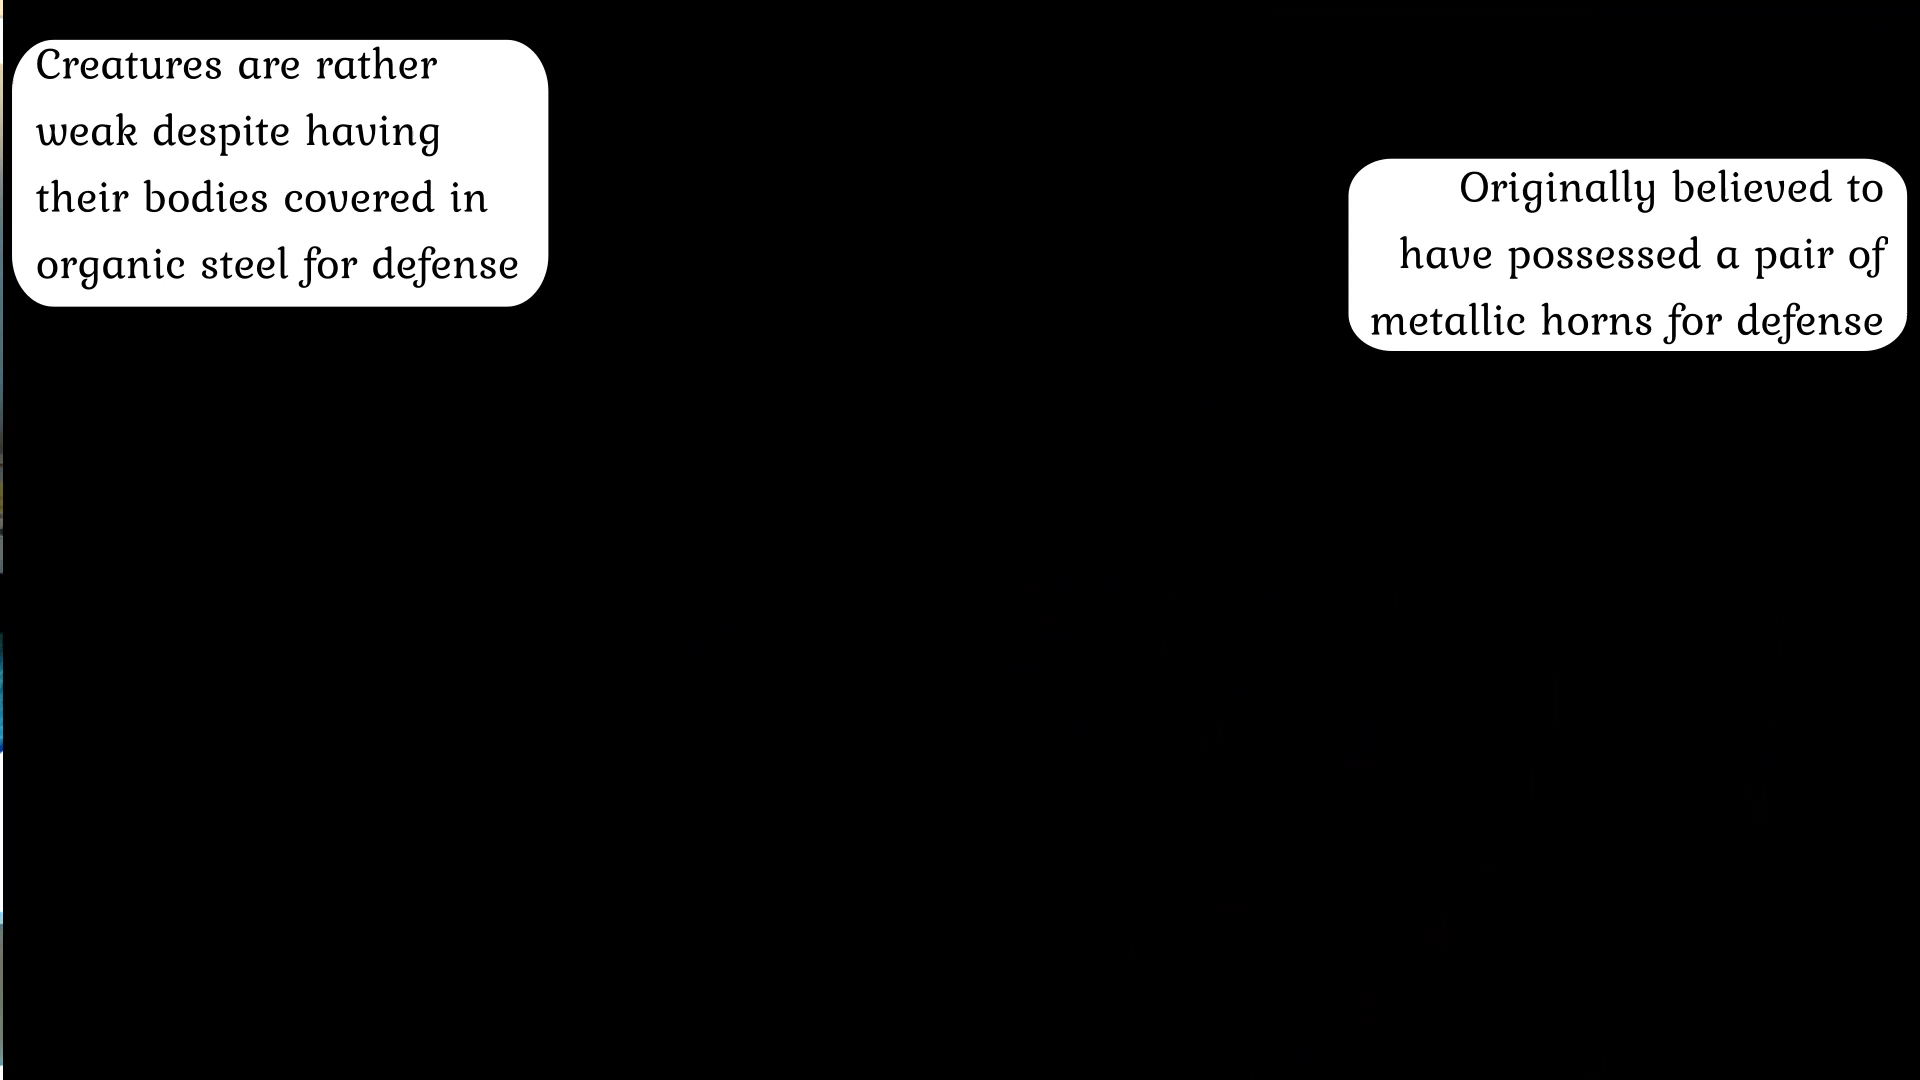 Creatures are rather
weak despite having
their bodies covered in
organic steel for defense
Originally believed to
have possessed a pair of
metallic horns for defense